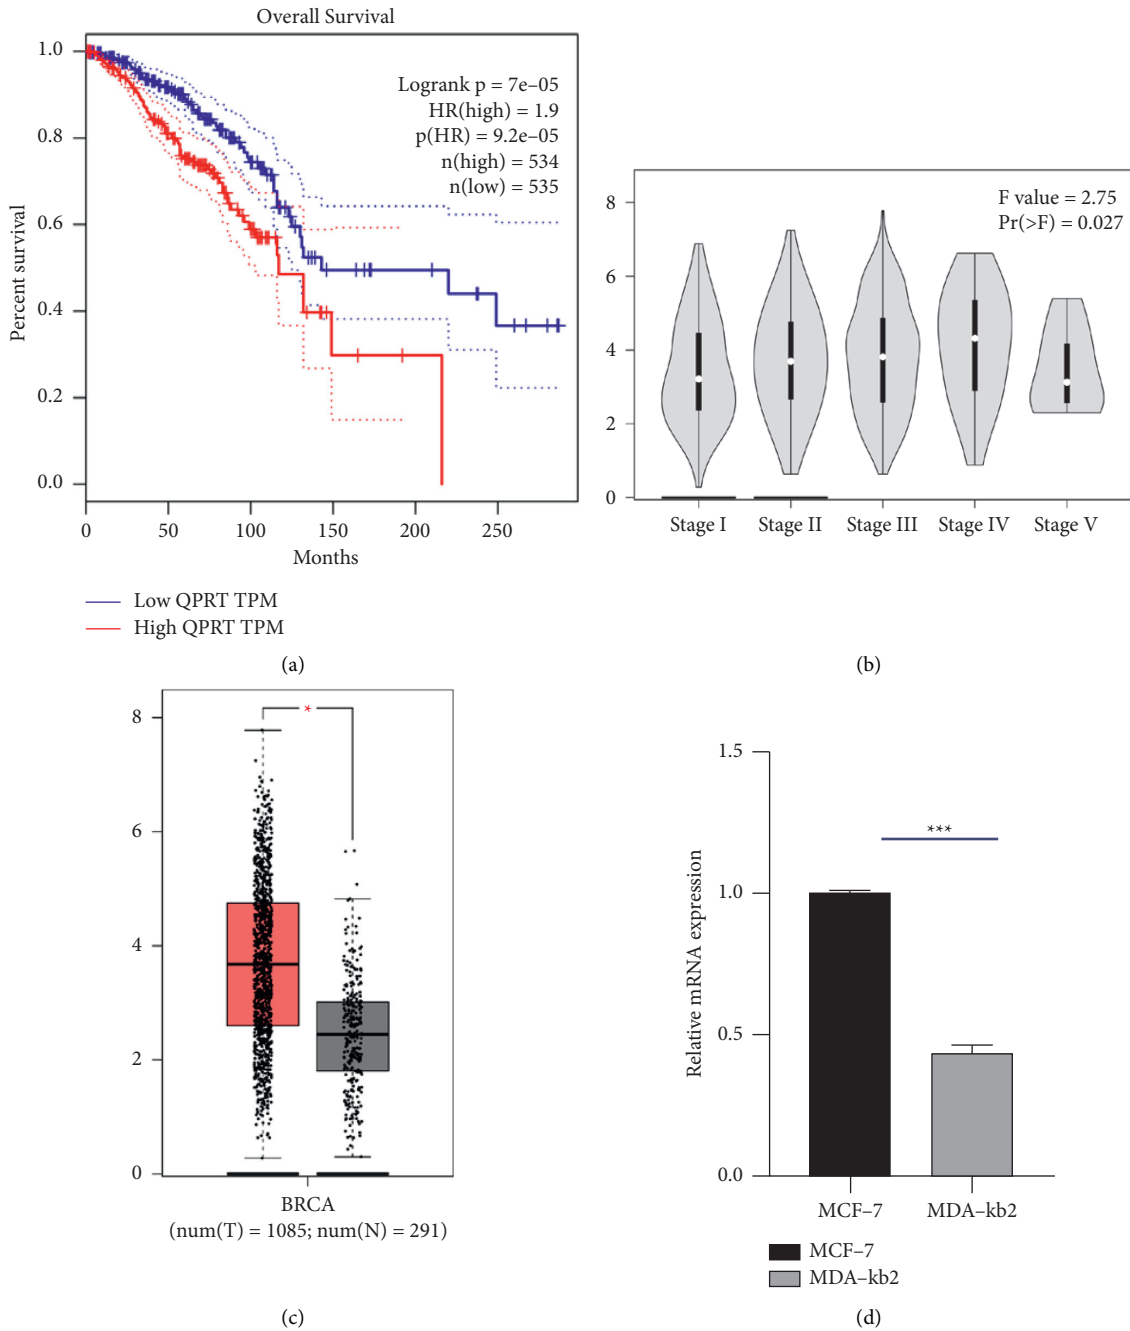 Overall Survival
Percent survival
1.0
0.8
0.6
0.4
0.2
0.0
Logrank p = 7e–05
HR(high) = 1.9
p(HR) = 9.2e–05
n(high) = 534
n(low) = 535
0 50 100 150 200 250
Months
Low QPRT TPM
High QPRT TPM
(a)
8
6
4
2
0
F value = 2.75
Pr(>F) = 0.027
Stage I Stage II Stage III Stage IV Stage V
(b)
8
6
4
2
0
*
BRCA
(num(T) = 1085; num(N) = 291)
(c)
Relative mRNA expression
1.5
1.0
0.5
0.0
***
MCF–7 MDA–kb2
MCF–7
MDA–kb2
(d)